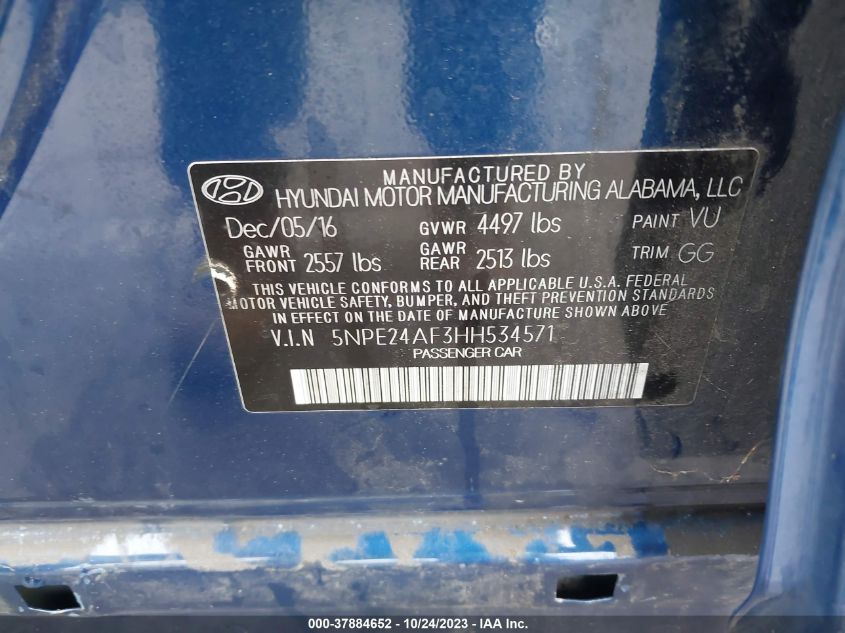 MANUFACTURED BY
HYUNDAI MOTOR MANUFACTURING ALABAMA, LLC
Dec/05/16 GVWR 4497 lbs PAINT VU
GAWR FRONT 2557 lbs GAWR REAR 2513 lbs TRIM GG
THIS VEHICLE CONFORMS TO ALL APPLICABLE U.S.A. FEDERAL
MOTOR VEHICLE SAFETY, BUMPER, AND THEFT PREVENTION STANDARDS
IN EFFECT ON THE DATE OF MANUFACTURE SHOWN ABOVE
V.I.N 5NPE24AF3HH534571
PASSENGER CAR
000-37884652 - 10/24/2023 - IAA Inc.